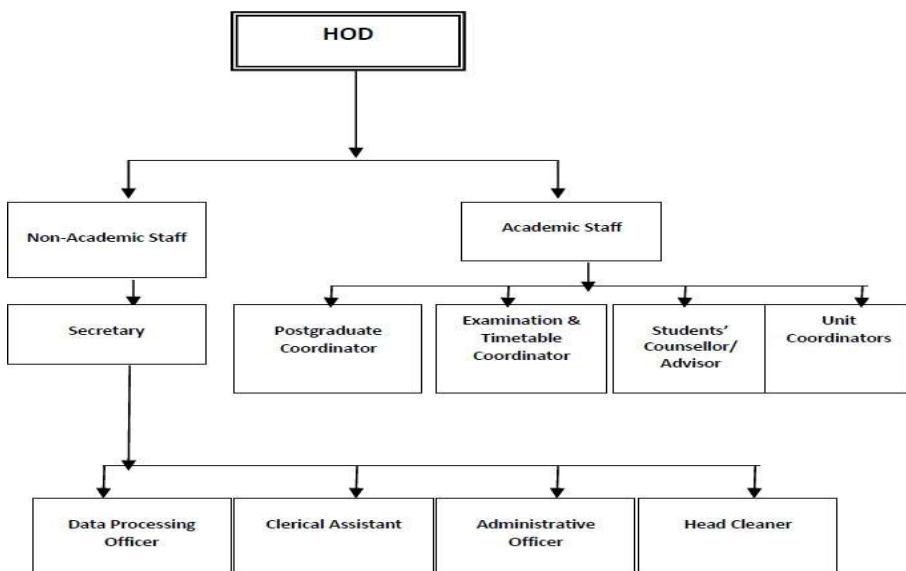 HOD
Non-Academic Staff
Academic Staff
Secretary
Postgraduate
Coordinator
Examination &
Timetable
Coordinator
Students’
Counsellor/
Advisor
Unit
Coordinators
Data Processing
Officer
Clerical Assistant
Administrative
Officer
Head Cleaner